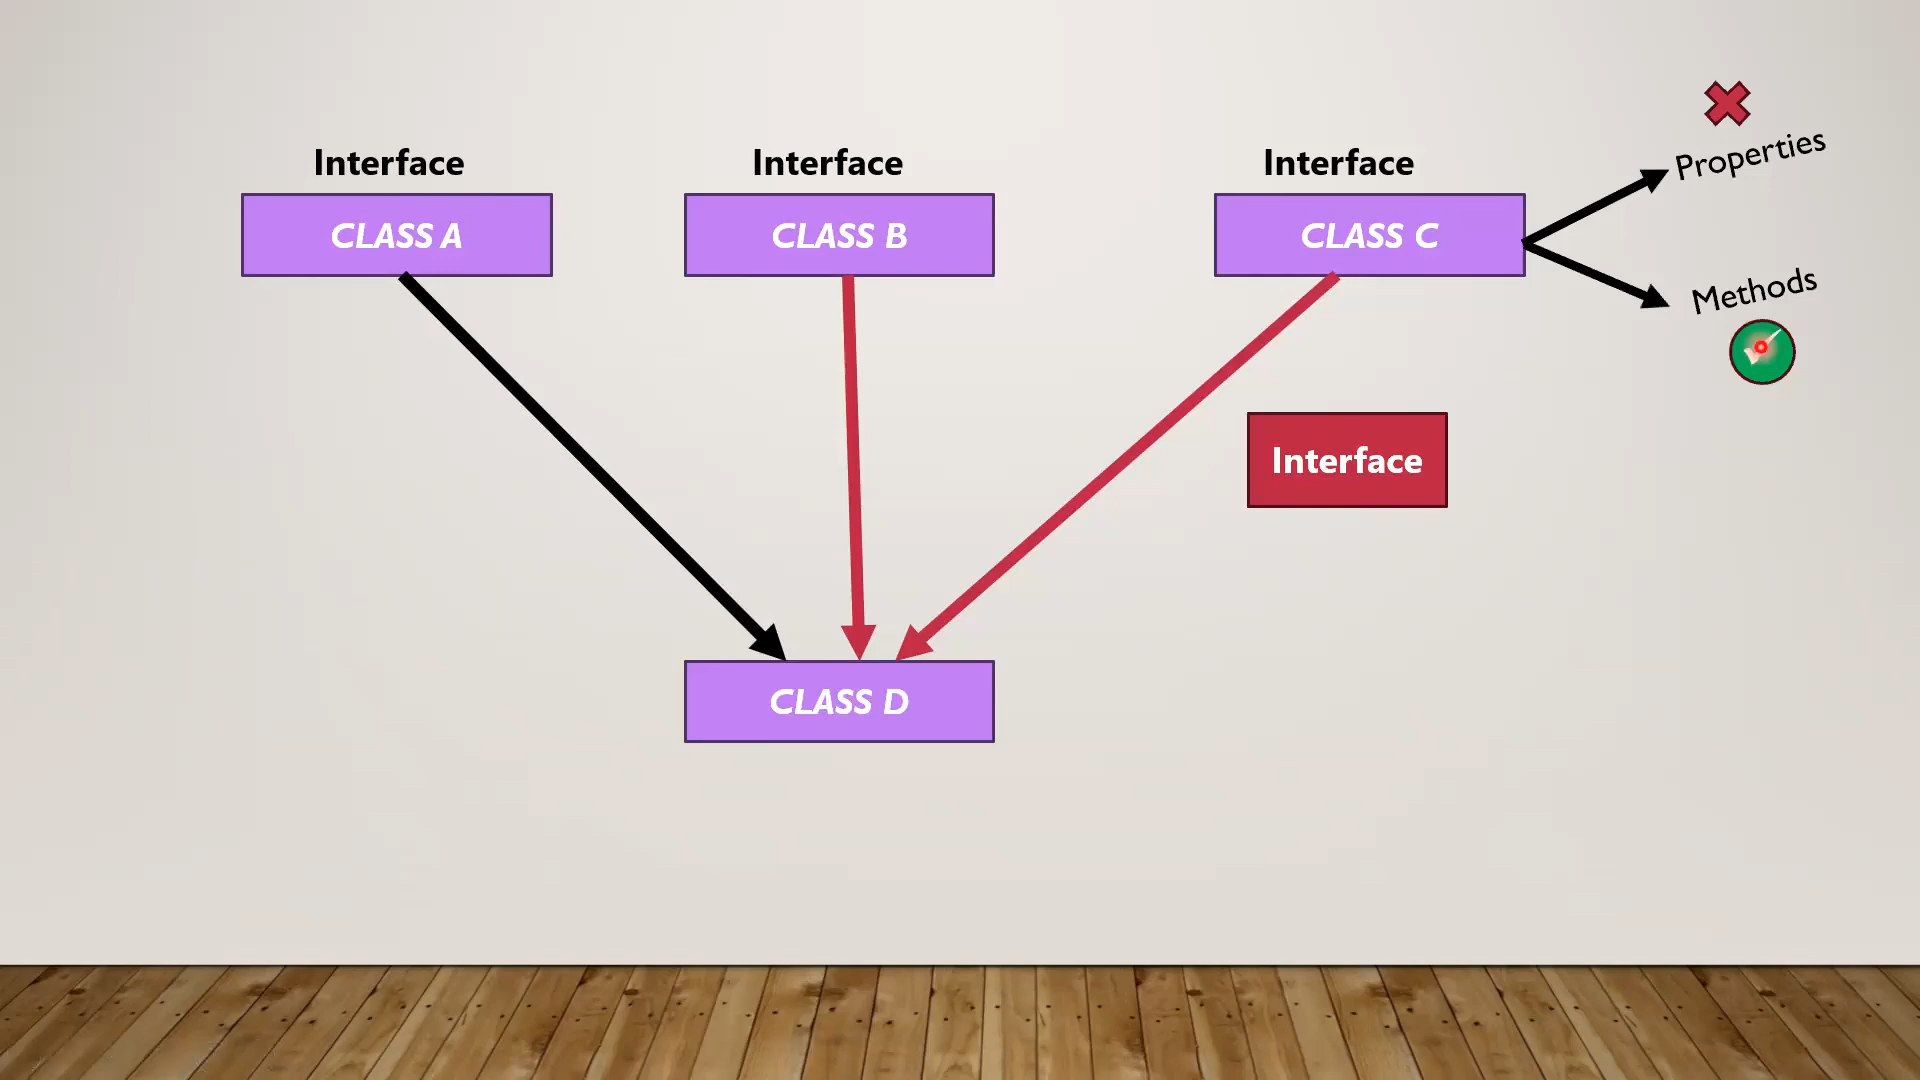 Interface
Interface
Interface
CLASS A
CLASS B
CLASS C
Properties
Methods
Interface
CLASS D